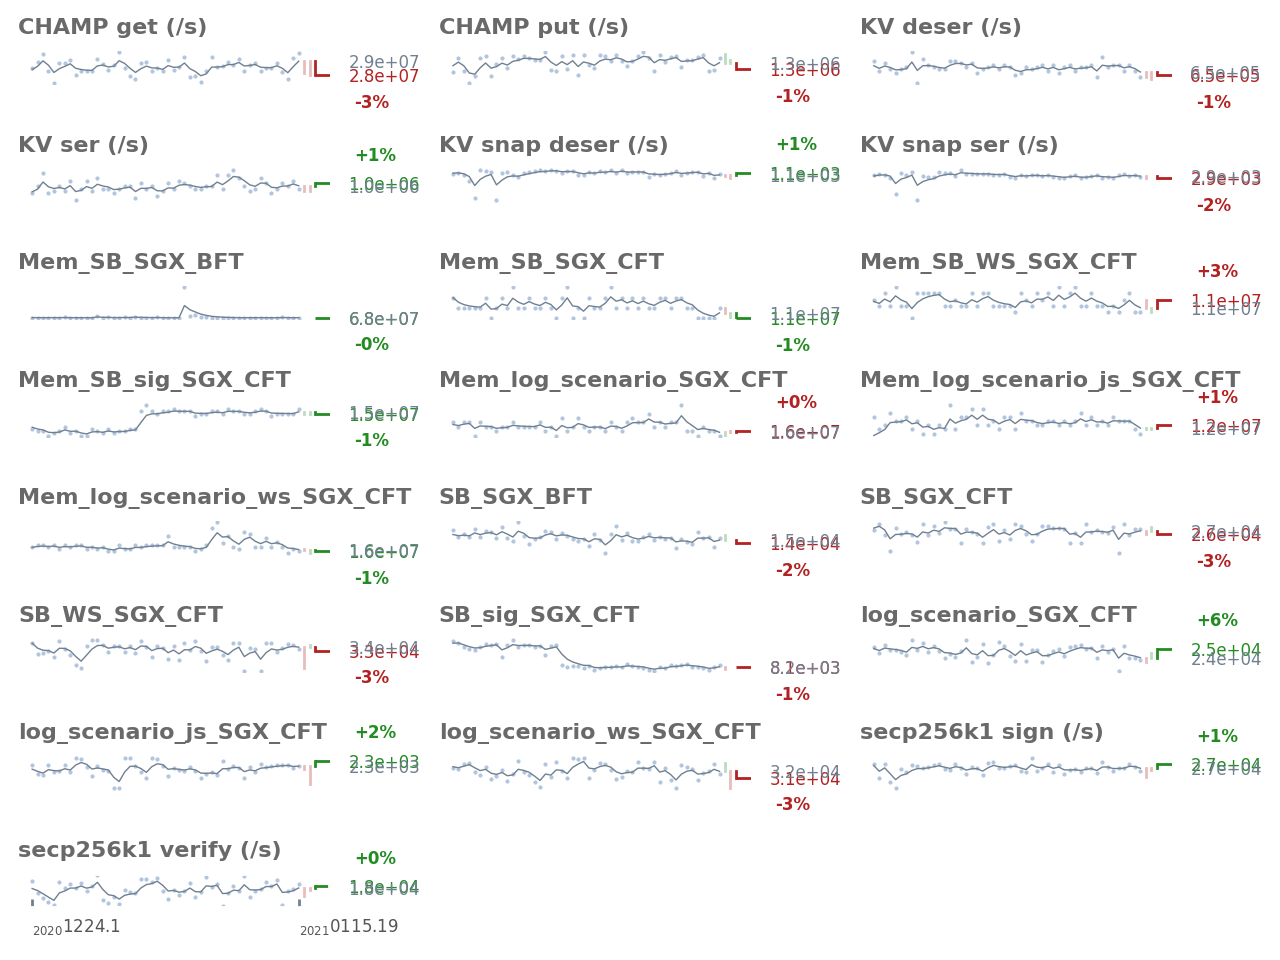 CHAMP get (/s)
2.9e+07
2.8e+07
-3%
CHAMP put (/s)
1.3e+06
1.3e+06
-1%
KV deser (/s)
6.5e+05
6.5e+05
-1%
KV ser (/s)
+1%
1.0e+06
1.0e+06
KV snap deser (/s)
+1%
1.1e+03
1.1e+03
KV snap ser (/s)
2.9e+03
2.9e+03
-2%
Mem_SB_SGX_BFT
6.8e+07
-0%
Mem_SB_SGX_CFT
1.1e+07
1.1e+07
-1%
Mem_SB_WS_SGX_CFT
+3%
1.1e+07
1.1e+07
Mem_SB_sig_SGX_CFT
1.5e+07
1.5e+07
-1%
Mem_log_scenario_SGX_CFT
+0%
1.6e+07
1.6e+07
Mem_log_scenario_js_SGX_CFT
+1%
1.2e+07
1.2e+07
Mem_log_scenario_ws_SGX_CFT
1.6e+07
1.6e+07
-1%
SB_SGX_BFT
1.5e+04
1.4e+04
-2%
SB_SGX_CFT
2.7e+04
2.6e+04
-3%
SB_WS_SGX_CFT
3.4e+04
3.3e+04
-3%
SB_sig_SGX_CFT
-1%
log_scenario_SGX_CFT
+6%
2.5e+04
2.4e+04
log_scenario_js_SGX_CFT
+2%
2.3e+03
2.3e+03
log_scenario_ws_SGX_CFT
3.2e+04
3.1e+04
-3%
secp256k1 sign (/s)
+1%
2.7e+04
2.7e+04
secp256k1 verify (/s)
+0%
1.8e+04
1.8e+04
2020 1224.1
2021 0115.19